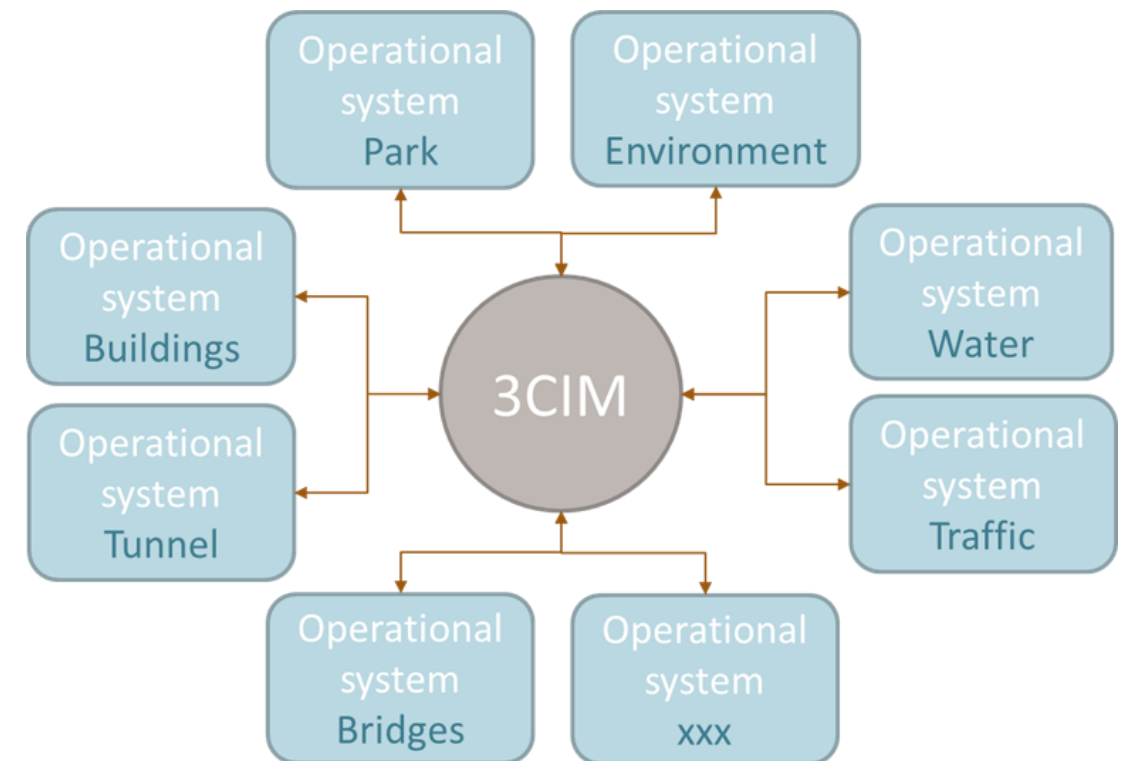 Operational
system
Park
Operational
system
Environment
Operational
system
Buildings
Operational
system
Water
3CIM
Operational
system
Tunnel
Operational
system
Traffic
Operational
system
Bridges
Operational
system
xxx